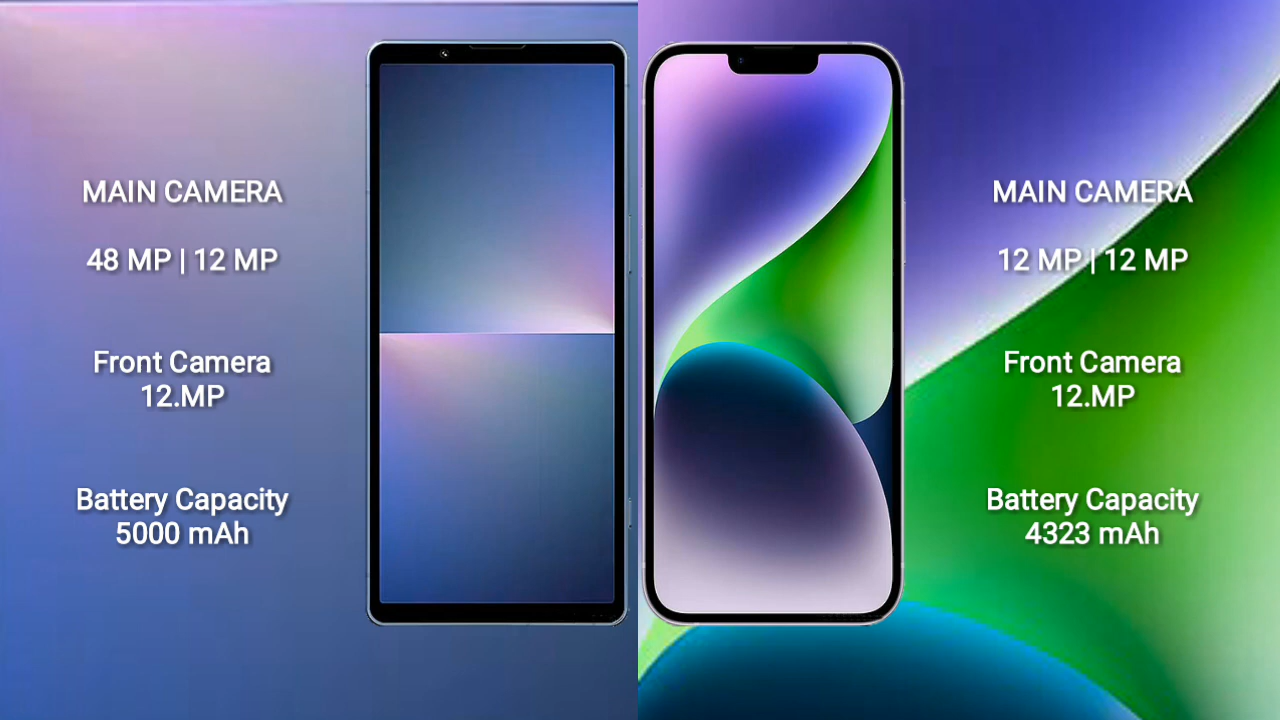 MAIN CAMERA
48 MP | 12 MP
Front Camera
12.MP
Battery Capacity
5000 mAh
MAIN CAMERA
12 MP | 12 MP
Front Camera
12.MP
Battery Capacity
4323 mAh